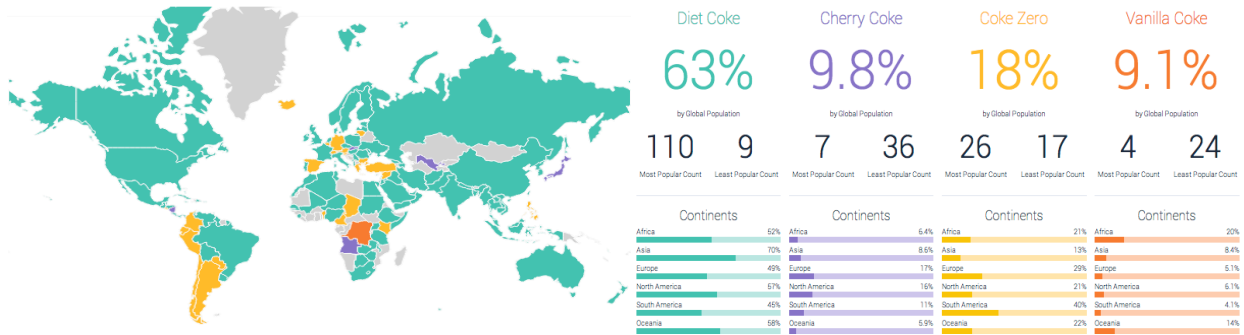 Diet Coke
63%
by Global Population
110 9
Most Popular Count Least Popular Count
Continents
Africa 52%
Asia 70%
Europe 49%
North America 57%
South America 45%
Oceania 58%
Cherry Coke
9.8%
by Global Population
7 36
Most Popular Count Least Popular Count
Continents
Africa 6.4%
Asia 8.6%
Europe 17%
North America 16%
South America 11%
Oceania 5.9%
Coke Zero
18%
by Global Population
26 17
Most Popular Count Least Popular Count
Continents
Africa 21%
Asia 13%
Europe 29%
North America 21%
South America 40%
Oceania 22%
Vanilla Coke
9.1%
by Global Population
4 24
Most Popular Count Least Popular Count
Continents
Africa 20%
Asia 8.4%
Europe 5.1%
North America 6.1%
South America 4.1%
Oceania 14%